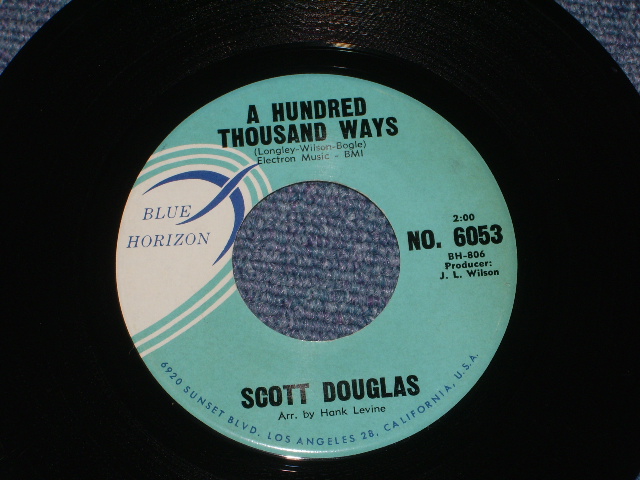 A HUNDRED
THOUSAND WAYS
(Longley-Wilson-Bogle)
Electron Music - BMI
BLUE
HORIZON
2:00
NO. 6053
BH-806
Producer:
J. L. Wilson
SCOTT DOUGLAS
Arr. by Hank Levine
6920 SUNSET BLVD. LOS ANGELES 28, CALIFORNIA, U.S.A.